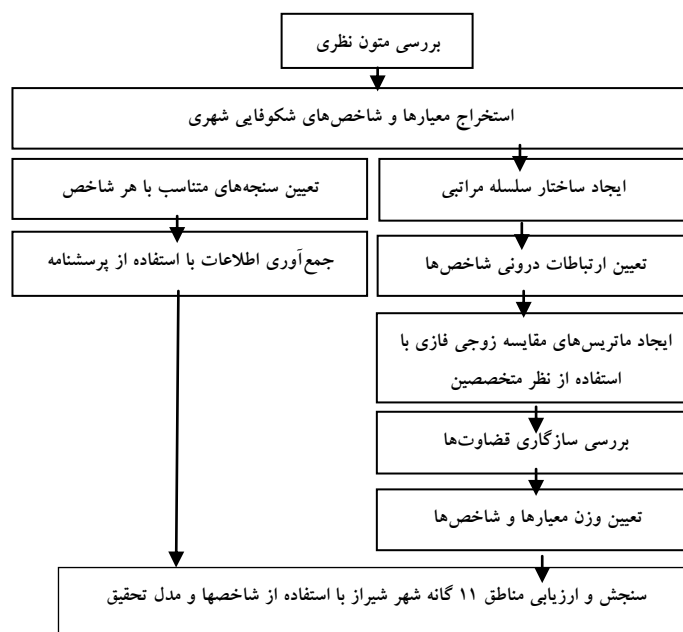 بررسی متون نظری
استخراج معیارها و شاخص‌های شکوفایی شهری
ایجاد ساختار سلسله مراتبی
تعیین سنجه‌های متناسب با هر شاخص
تعیین ارتباطات درونی شاخص‌ها
جمع‌آوری اطلاعات با استفاده از پرسشنامه
ایجاد ماتریس‌های مقایسه زوجی فازی با
استفاده از نظر متخصصین
بررسی سازگاری قضاوت‌ها
تعیین وزن معیارها و شاخص‌ها
سنجش و ارزیابی مناطق ۱۱ گانه شهر شیراز با استفاده از شاخصها و مدل تحقیق